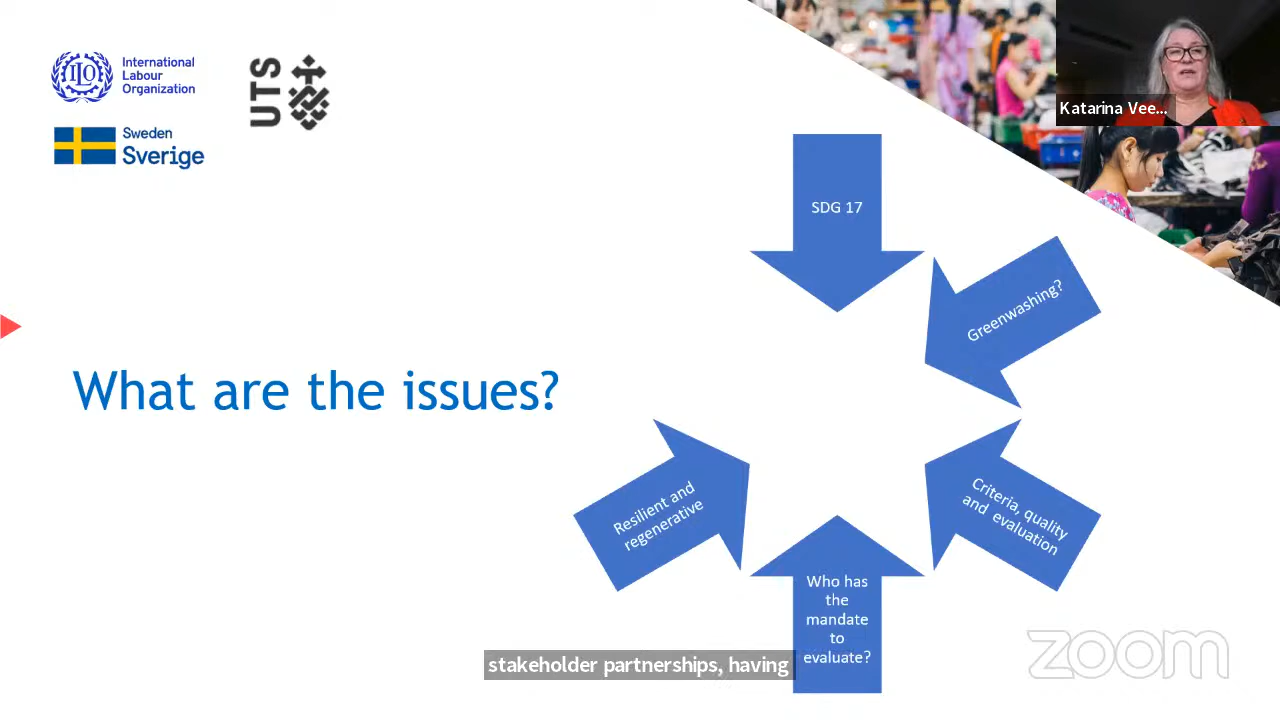 ILO
International
Labour
Organization
UTS
Sweden
Sverige
Katarina Vee...
SDG 17
Greenwashing?
What are the issues?
Resilient and
regenerative
Criteria, quality
and evaluation
Who has
the
mandate
to
evaluate?
stakeholder partnerships, having
zoom